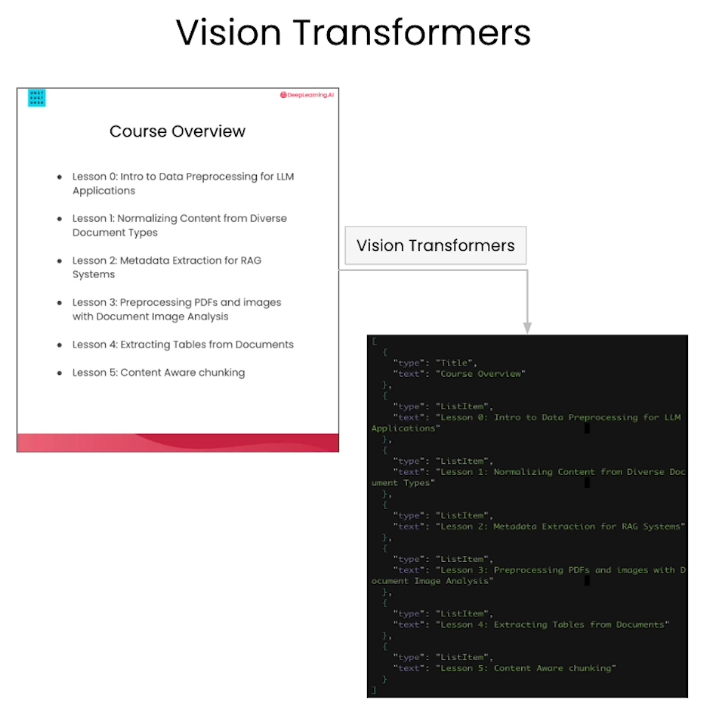 Vision Transformers
DeepLearning.AI
Course Overview
● Lesson 0: Intro to Data Preprocessing for LLM
Applications
● Lesson 1: Normalizing Content from Diverse
Document Types
● Lesson 2: Metadata Extraction for RAG
Systems
● Lesson 3: Preprocessing PDFs and images
with Document Image Analysis
● Lesson 4: Extracting Tables from Documents
● Lesson 5: Content Aware chunking
Vision Transformers
[
{
"type": "Title",
"text": "Course Overview"
},
{
"type": "ListItem",
"text": "Lesson 0: Intro to Data Preprocessing for LLM
Applications"
},
{
"type": "ListItem",
"text": "Lesson 1: Normalizing Content from Diverse Doc
ument Types"
},
{
"type": "ListItem",
"text": "Lesson 2: Metadata Extraction for RAG Systems"
},
{
"type": "ListItem",
"text": "Lesson 3: Preprocessing PDFs and images with D
ocument Image Analysis"
},
{
"type": "ListItem",
"text": "Lesson 4: Extracting Tables from Documents"
},
{
"type": "ListItem",
"text": "Lesson 5: Content Aware chunking"
}
]